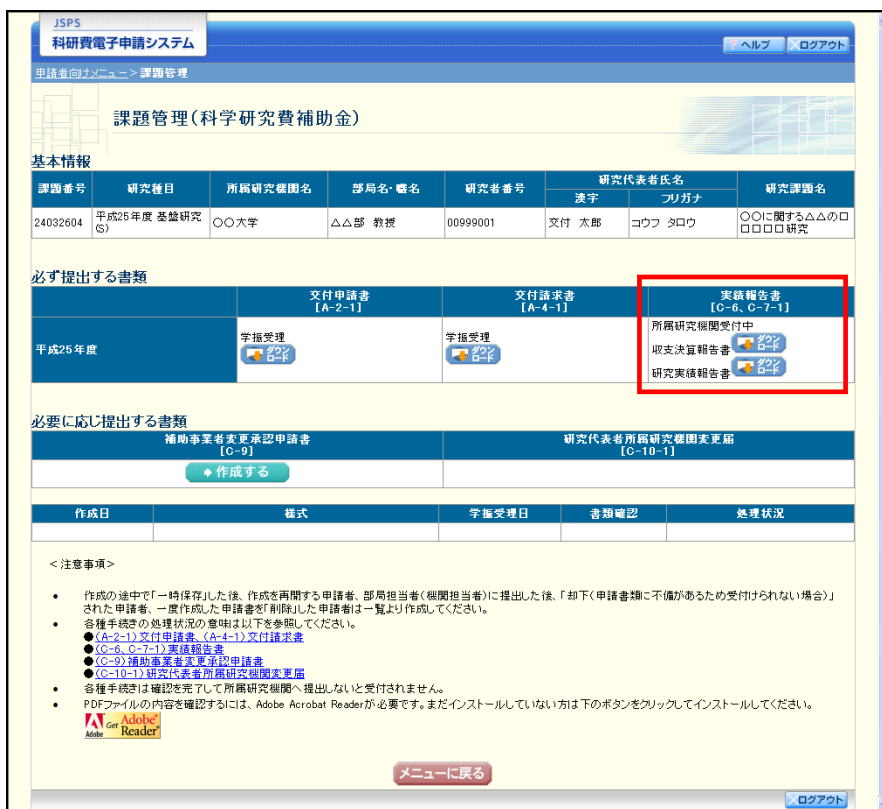 JSPS
科研費電子申請システム
ヘルプ
ログアウト
申請者向けメニュー>課題管理
課題管理(科学研究費補助金)
基本情報
課題番号 研究種目 所属研究機関名 部局名・職名 研究者番号 研究代表者氏名 研究課題名
漢字 フリガナ
24032604 平成25年度 基盤研究(S) ○○大学 △△部 教授 00999001 交付 太郎 コウフ タロウ ○○に関する△△の□□□□□研究
必ず提出する書類
交付申請書 交付請求書 実績報告書
[A-2-1] [A-4-1] [C-6、C-7-1]
平成25年度
学振受理
ダウンロード
学振受理
ダウンロード
所属研究機関受付中
収支決算報告書 ダウンロード
研究実績報告書 ダウンロード
必要に応じ提出する書類
補助事業者変更承認申請書 研究代表者所属研究機関変更届
[C-9] [C-10-1]
作成する
作成日 様式 学振受理日 書類確認 処理状況
<注意事項>
• 作成の途中で「一時保存」した後、作成を再開する申請者、部局担当者(機関担当者)に提出した後、「却下(申請書類に不備があるため受付けられない場合)」
された申請者、一度作成した申請書を「削除」した申請者は一覧より作成してください。
• 各種手続きの処理状況の意味は以下を参照してください。
●(A-2-1)交付申請書、(A-4-1)交付請求書
●(C-6、C-7-1)実績報告書
●(C-9)補助事業者変更承認申請書
●(C-10-1)研究代表者所属研究機関変更届
• 各種手続きは確認を完了して所属研究機関へ提出しないと受付されません。
• PDFファイルの内容を確認するには、Adobe Acrobat Readerが必要です。まだインストールしていない方は下のボタンをクリックしてインストールしてください。
Adobe
Get Adobe®
Reader®
メニューに戻る
ログアウト